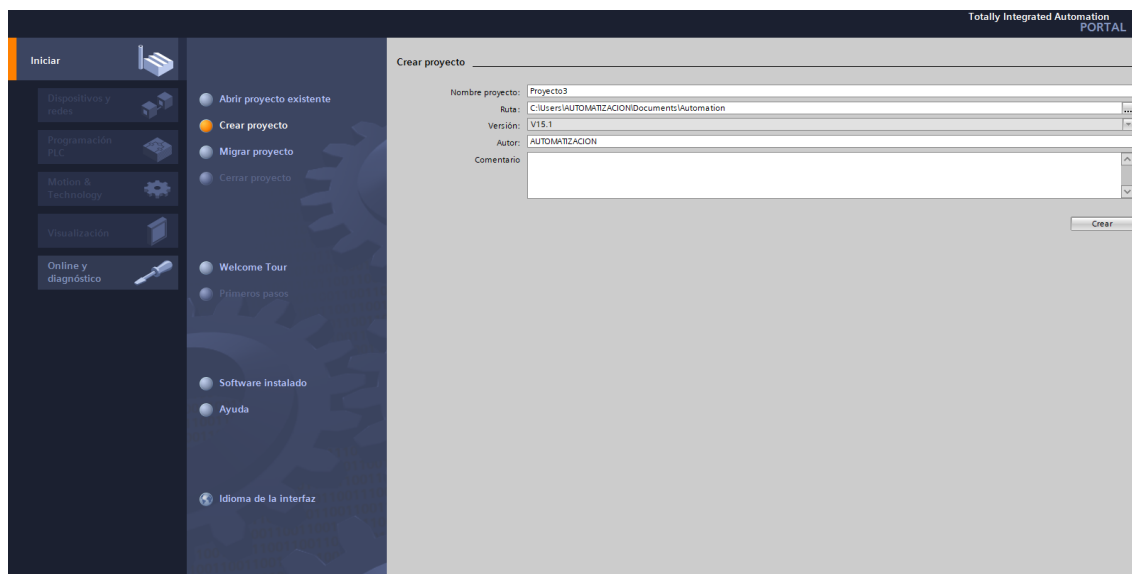 Totally Integrated Automation
PORTAL
Iniciar
Dispositivos y
redes
Programación
PLC
Motion &
Technology
Visualización
Online y
diagnóstico
Abrir proyecto existente
Crear proyecto
Migrar proyecto
Cerrar proyecto
Welcome Tour
Primeros pasos
Software instalado
Ayuda
Idioma de la interfaz
Crear proyecto
Nombre proyecto: Proyecto3
Ruta: C:\Users\AUTOMATIZACION\Documents\Automation
...
Versión: V15.1
Autor: AUTOMATIZACION
Comentario
Crear